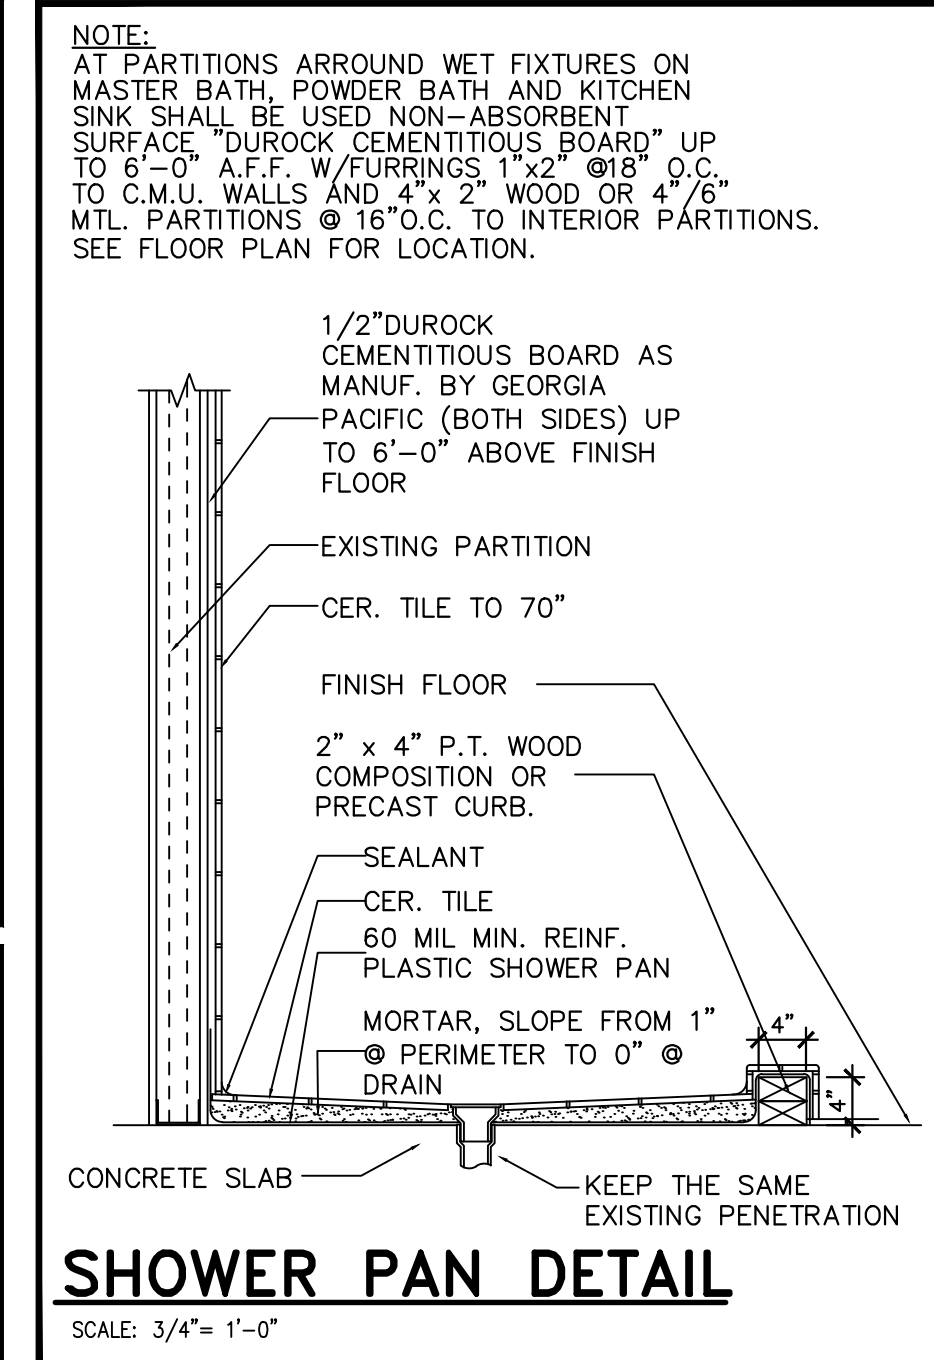 NOTE:
AT PARTITIONS ARROUND WET FIXTURES ON
MASTER BATH, POWDER BATH AND KITCHEN
SINK SHALL BE USED NON-ABSORBENT
SURFACE "DUROCK CEMENTITIOUS BOARD" UP
TO 6'-0" A.F.F. W/FURRINGS 1"x2" @18" O.C.
TO C.M.U. WALLS AND 4"x 2" WOOD OR 4"/6"
MTL. PARTITIONS @ 16"O.C. TO INTERIOR PARTITIONS.
SEE FLOOR PLAN FOR LOCATION.
1/2"DUROCK
CEMENTITIOUS BOARD AS
MANUF. BY GEORGIA
PACIFIC (BOTH SIDES) UP
TO 6'-0" ABOVE FINISH
FLOOR
EXISTING PARTITION
CER. TILE TO 70"
FINISH FLOOR
2" x 4" P.T. WOOD
COMPOSITION OR
PRECAST CURB.
SEALANT
CER. TILE
60 MIL MIN. REINF.
PLASTIC SHOWER PAN
MORTAR, SLOPE FROM 1"
@ PERIMETER TO 0" @
DRAIN
4"
4"
CONCRETE SLAB
KEEP THE SAME
EXISTING PENETRATION
SHOWER PAN DETAIL
SCALE: 3/4"= 1'-0"